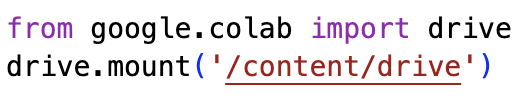 from google.colab import drive
drive.mount('/content/drive')